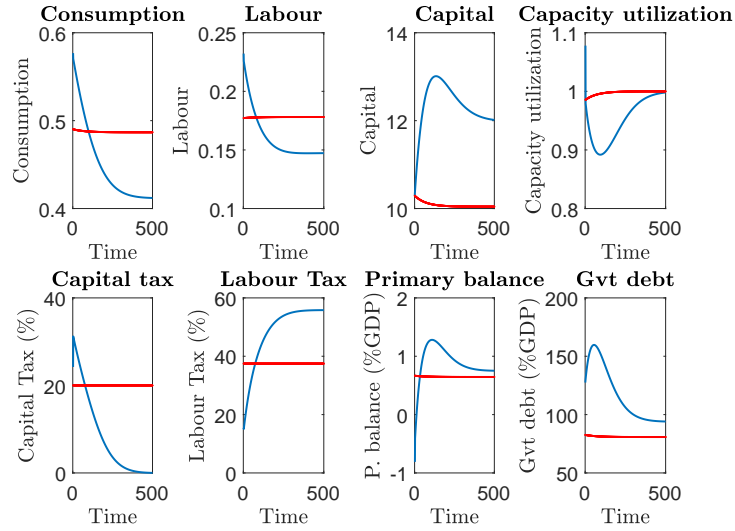 Consumption
Labour
Capital
Capacity utilization
Consumption
0.6
0.5
0.4
0 500
Time
Labour
0.25
0.2
0.15
0.1
0 500
Time
Capital
14
12
10
0 500
Time
Capacity utilization
1.1
1
0.9
0.8
0 500
Time
Capital tax
Labour Tax
Primary balance
Gvt debt
Capital Tax (%)
40
20
0
0 500
Time
Labour Tax (%)
60
40
20
0
0 500
Time
P. balance (%GDP)
2
1
0
-1
0 500
Time
Gvt debt (%GDP)
200
150
100
50
0 500
Time